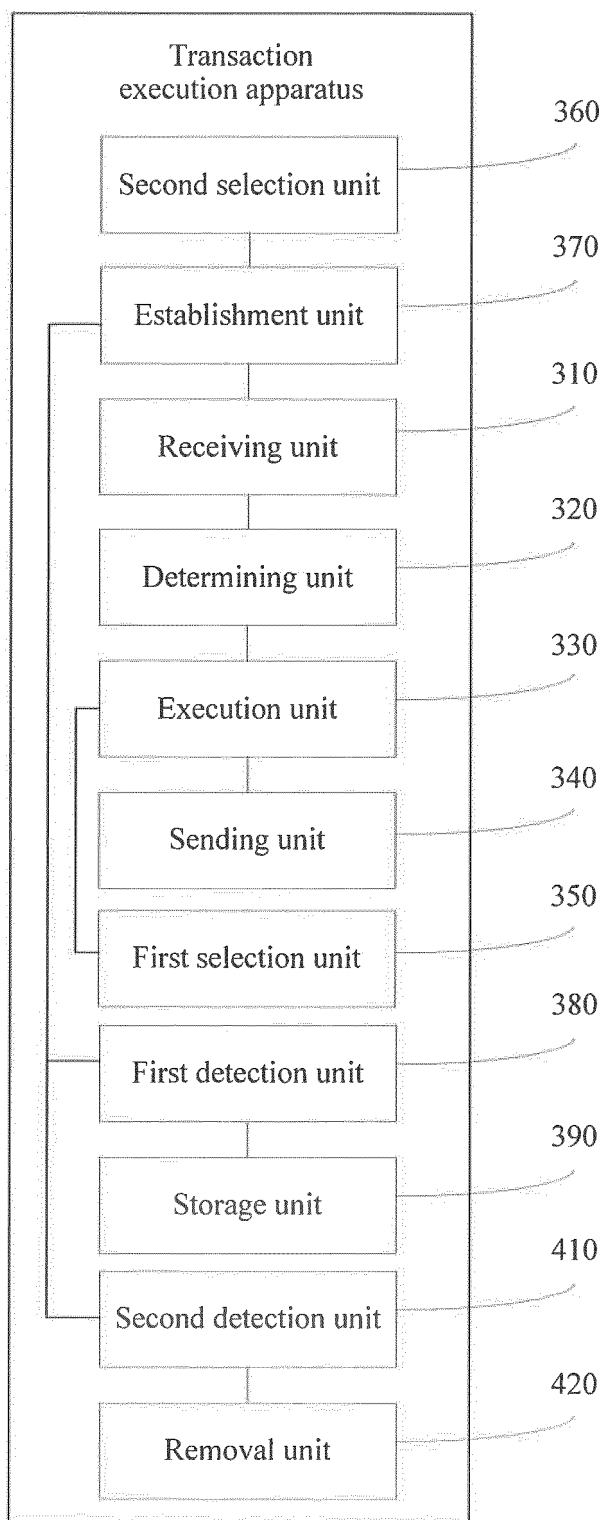 Transaction
execution apparatus
360
Second selection unit
370
Establishment unit
310
Receiving unit
320
Determining unit
330
Execution unit
340
Sending unit
350
First selection unit
380
First detection unit
390
Storage unit
410
Second detection unit
420
Removal unit